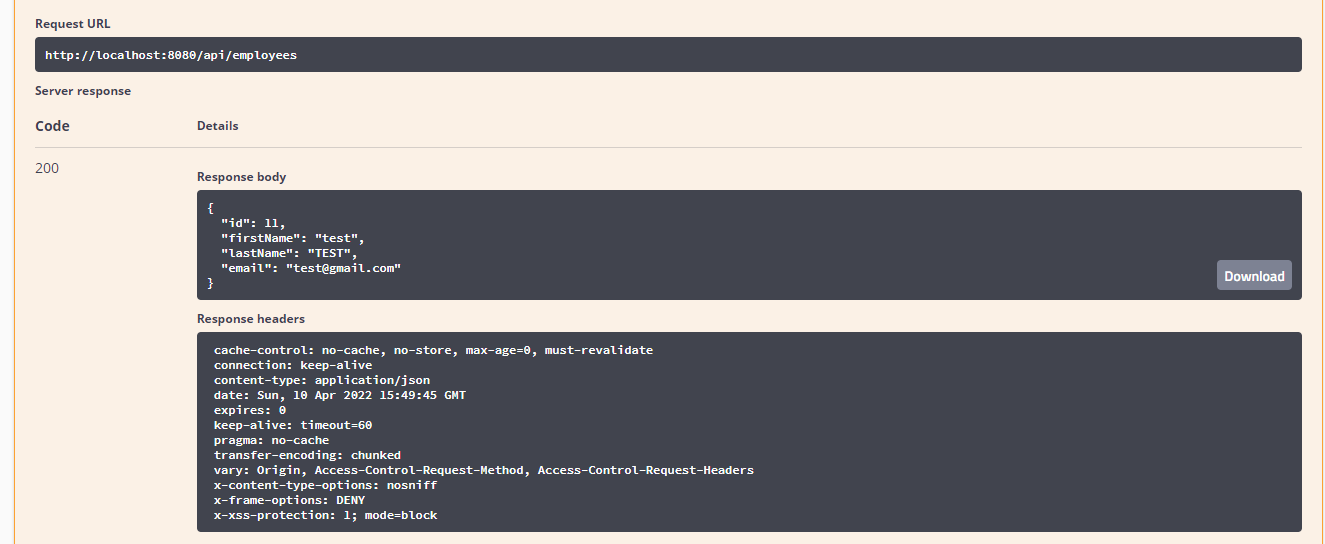 Request URL
http://localhost:8080/api/employees
Server response
Code Details
200
Response body
{
"id": 11,
"firstName": "test",
"lastName": "TEST",
"email": "test@gmail.com"
}
Download
Response headers
cache-control: no-cache, no-store, max-age=0, must-revalidate
connection: keep-alive
content-type: application/json
date: Sun, 10 Apr 2022 15:49:45 GMT
expires: 0
keep-alive: timeout=60
pragma: no-cache
transfer-encoding: chunked
vary: Origin, Access-Control-Request-Method, Access-Control-Request-Headers
x-content-type-options: nosniff
x-frame-options: DENY
x-xss-protection: 1; mode=block